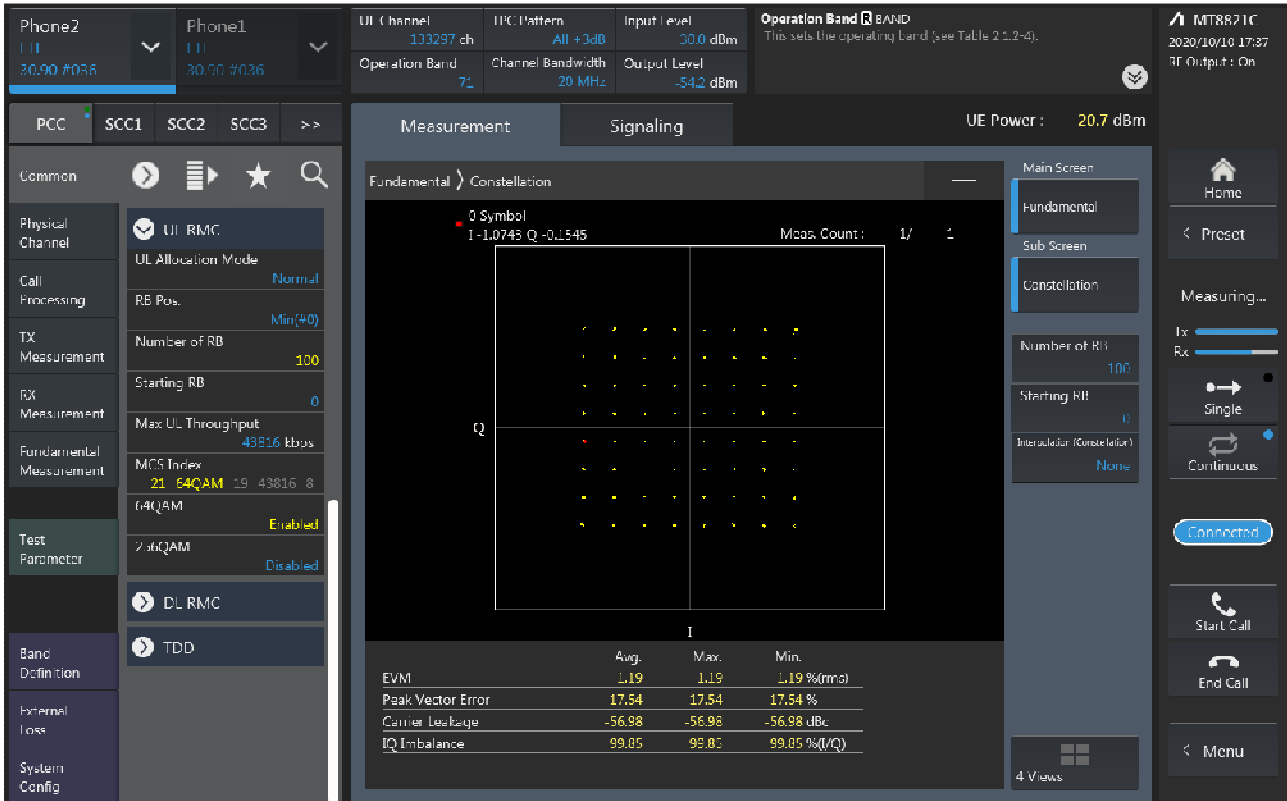 Phone2
LTE
30.90 #036
Phone1
LTE
30.90 #036
UL Channel
133297 ch
TPC Pattern
All +3dB
Input Level
30.0 dBm
Operation Band
71
Channel Bandwidth
20 MHz
Output Level
-54.2 dBm
Operation Band R BAND
This sets the operating band (see Table 2.1.2-4).
MT8821C
2020/10/10 17:37
RF Output : On
PCC
SCC1
SCC2
SCC3
>>
Measurement
Signaling
UE Power :
20.7 dBm
Common
Physical
Channel
Call
Processing
TX
Measurement
RX
Measurement
Fundamental
Measurement
Test
Parameter
Band
Definition
External
Loss
System
Config
UL RMC
UL Allocation Mode
Normal
RB Pos.
Min(#0)
Number of RB
100
Starting RB
0
Max UL Throughput
43816 kbps
MCS Index
21 64QAM 19 43816 8
64QAM
Enabled
256QAM
Disabled
DL RMC
TDD
Fundamental
Constellation
0 Symbol
I -1.0743 Q -0.1545
Meas. Count : 1/ 1
Q
I
Avg. Max. Min.
EVM 1.19 1.19 1.19 %(rms)
Peak Vector Error 17.54 17.54 17.54 %
Carrier Leakage -56.98 -56.98 -56.98 dBc
IQ Imbalance 99.85 99.85 99.85 %(I/Q)
Main Screen
Fundamental
Sub Screen
Constellation
Number of RB
100
Starting RB
0
Interpolation (Constellation)
None
4 Views
Home
< Preset
Measuring...
Tx
Rx
Single
Continuous
Connected
Start Call
End Call
< Menu